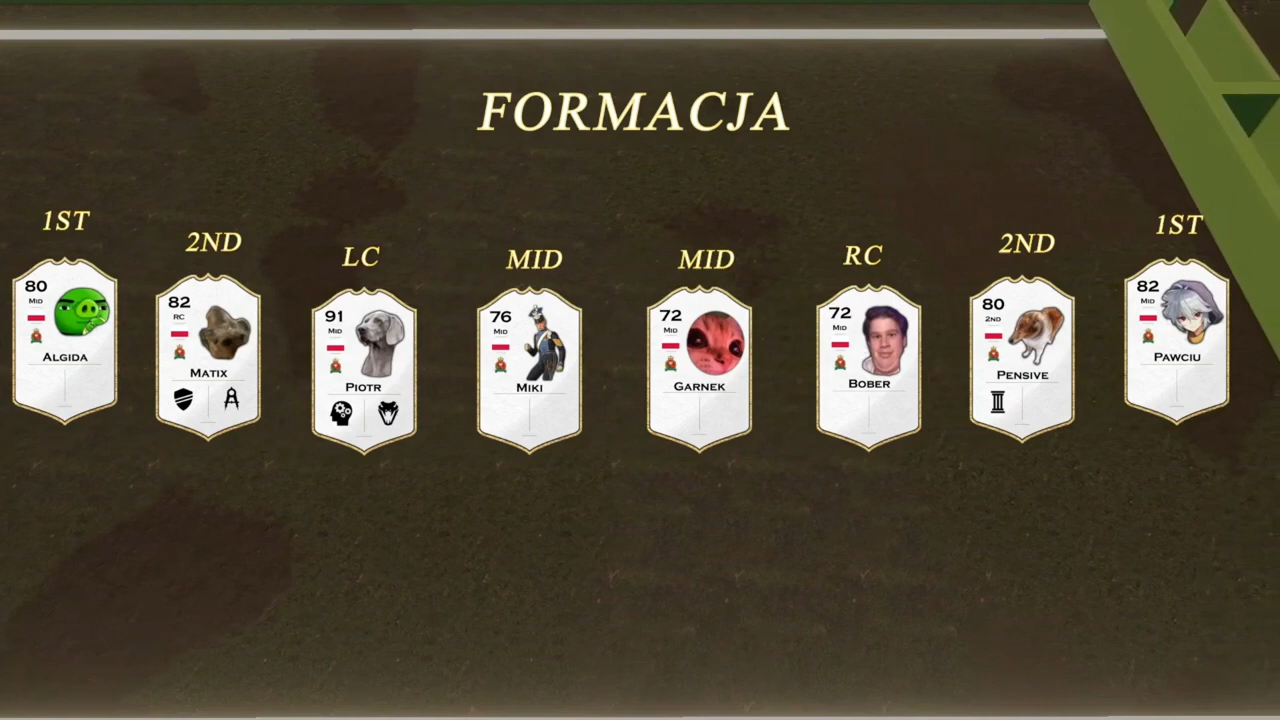 FORMACJA
1ST
2ND
LC
MID
MID
RC
2ND
1ST
80
MID
ALGIDA
82
RC
MATIX
91
MID
PIOTR
76
MID
MIKI
72
MID
GARNEK
72
MID
BOBER
80
2ND
PENSIVE
82
MID
PAWCIU